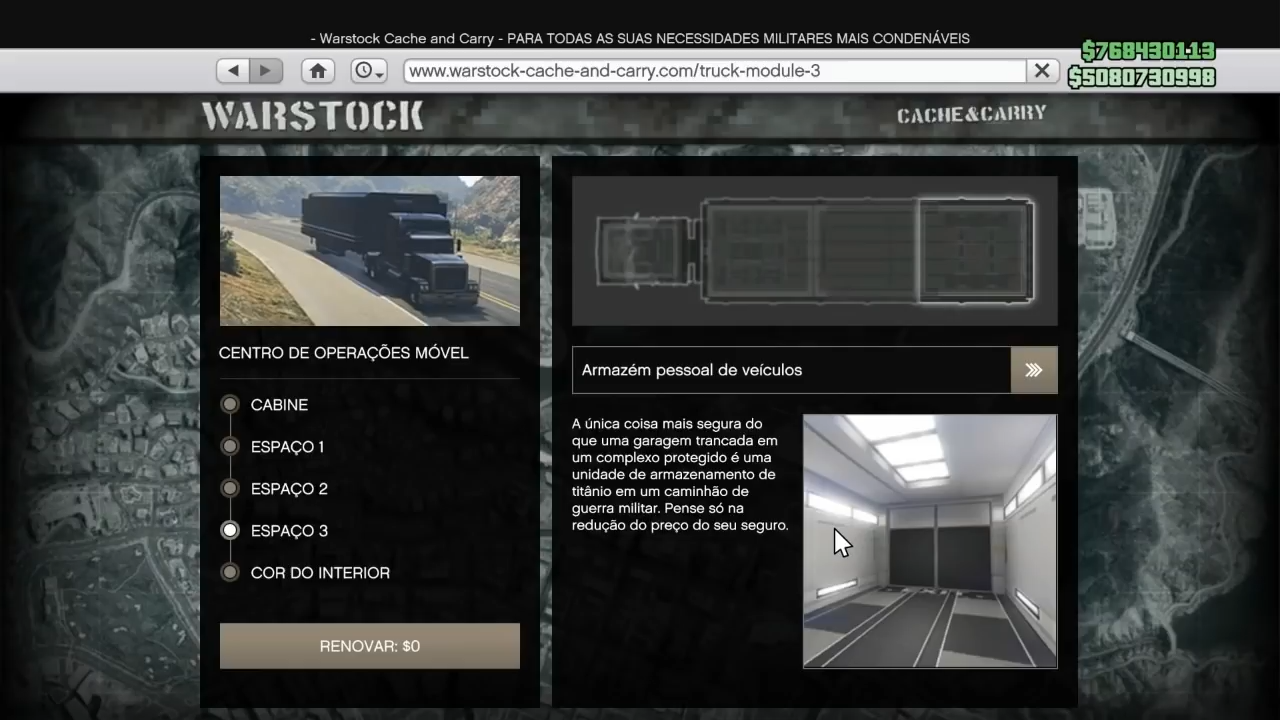 - Warstock Cache and Carry - PARA TODAS AS SUAS NECESSIDADES MILITARES MAIS CONDENÁVEIS
$768430113
www.warstock-cache-and-carry.com/truck-module-3
$5080730998
WARSTOCK
CACHE&CARRY
CENTRO DE OPERAÇÕES MÓVEL
CABINE
ESPAÇO 1
ESPAÇO 2
ESPAÇO 3
COR DO INTERIOR
RENOVAR: $0
Armazém pessoal de veículos
A única coisa mais segura do
que uma garagem trancada em
um complexo protegido é uma
unidade de armazenamento de
titânio em um caminhão de
guerra militar. Pense só na
redução do preço do seu seguro.